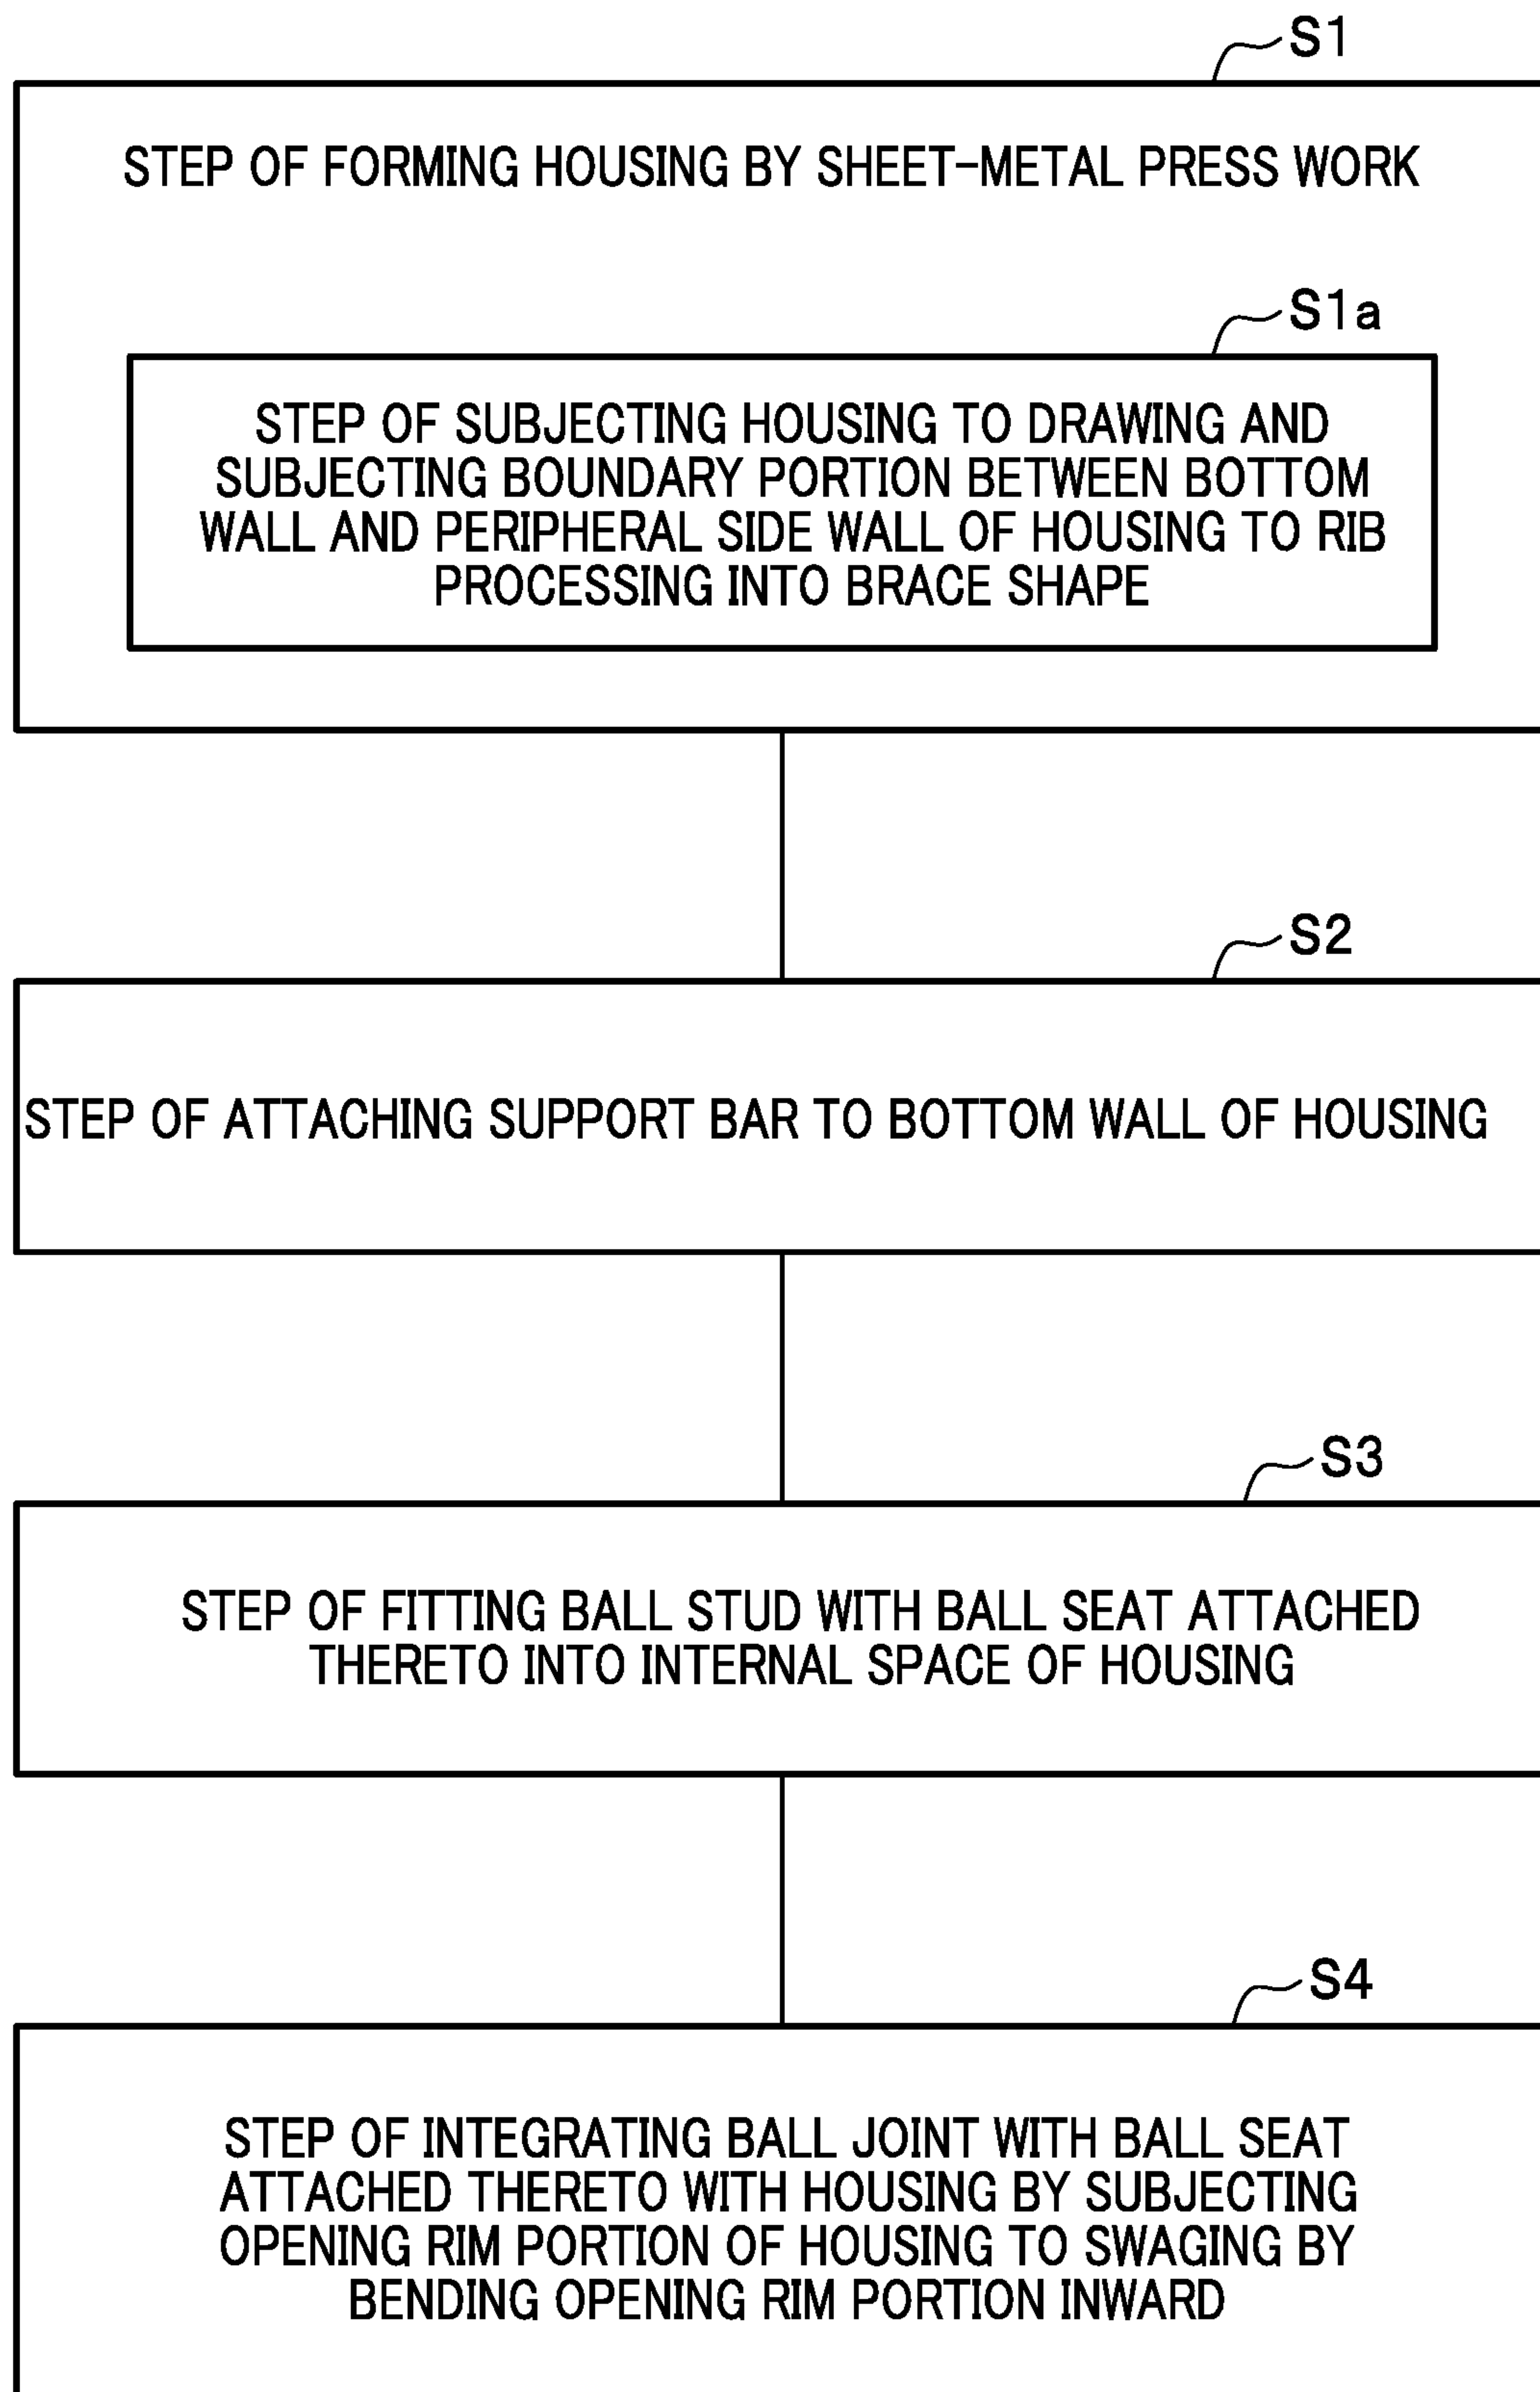 S1
STEP OF FORMING HOUSING BY SHEET-METAL PRESS WORK
S1a
STEP OF SUBJECTING HOUSING TO DRAWING AND
SUBJECTING BOUNDARY PORTION BETWEEN BOTTOM
WALL AND PERIPHERAL SIDE WALL OF HOUSING TO RIB
PROCESSING INTO BRACE SHAPE
S2
STEP OF ATTACHING SUPPORT BAR TO BOTTOM WALL OF HOUSING
S3
STEP OF FITTING BALL STUD WITH BALL SEAT ATTACHED
THERETO INTO INTERNAL SPACE OF HOUSING
S4
STEP OF INTEGRATING BALL JOINT WITH BALL SEAT
ATTACHED THERETO WITH HOUSING BY SUBJECTING
OPENING RIM PORTION OF HOUSING TO SWAGING BY
BENDING OPENING RIM PORTION INWARD